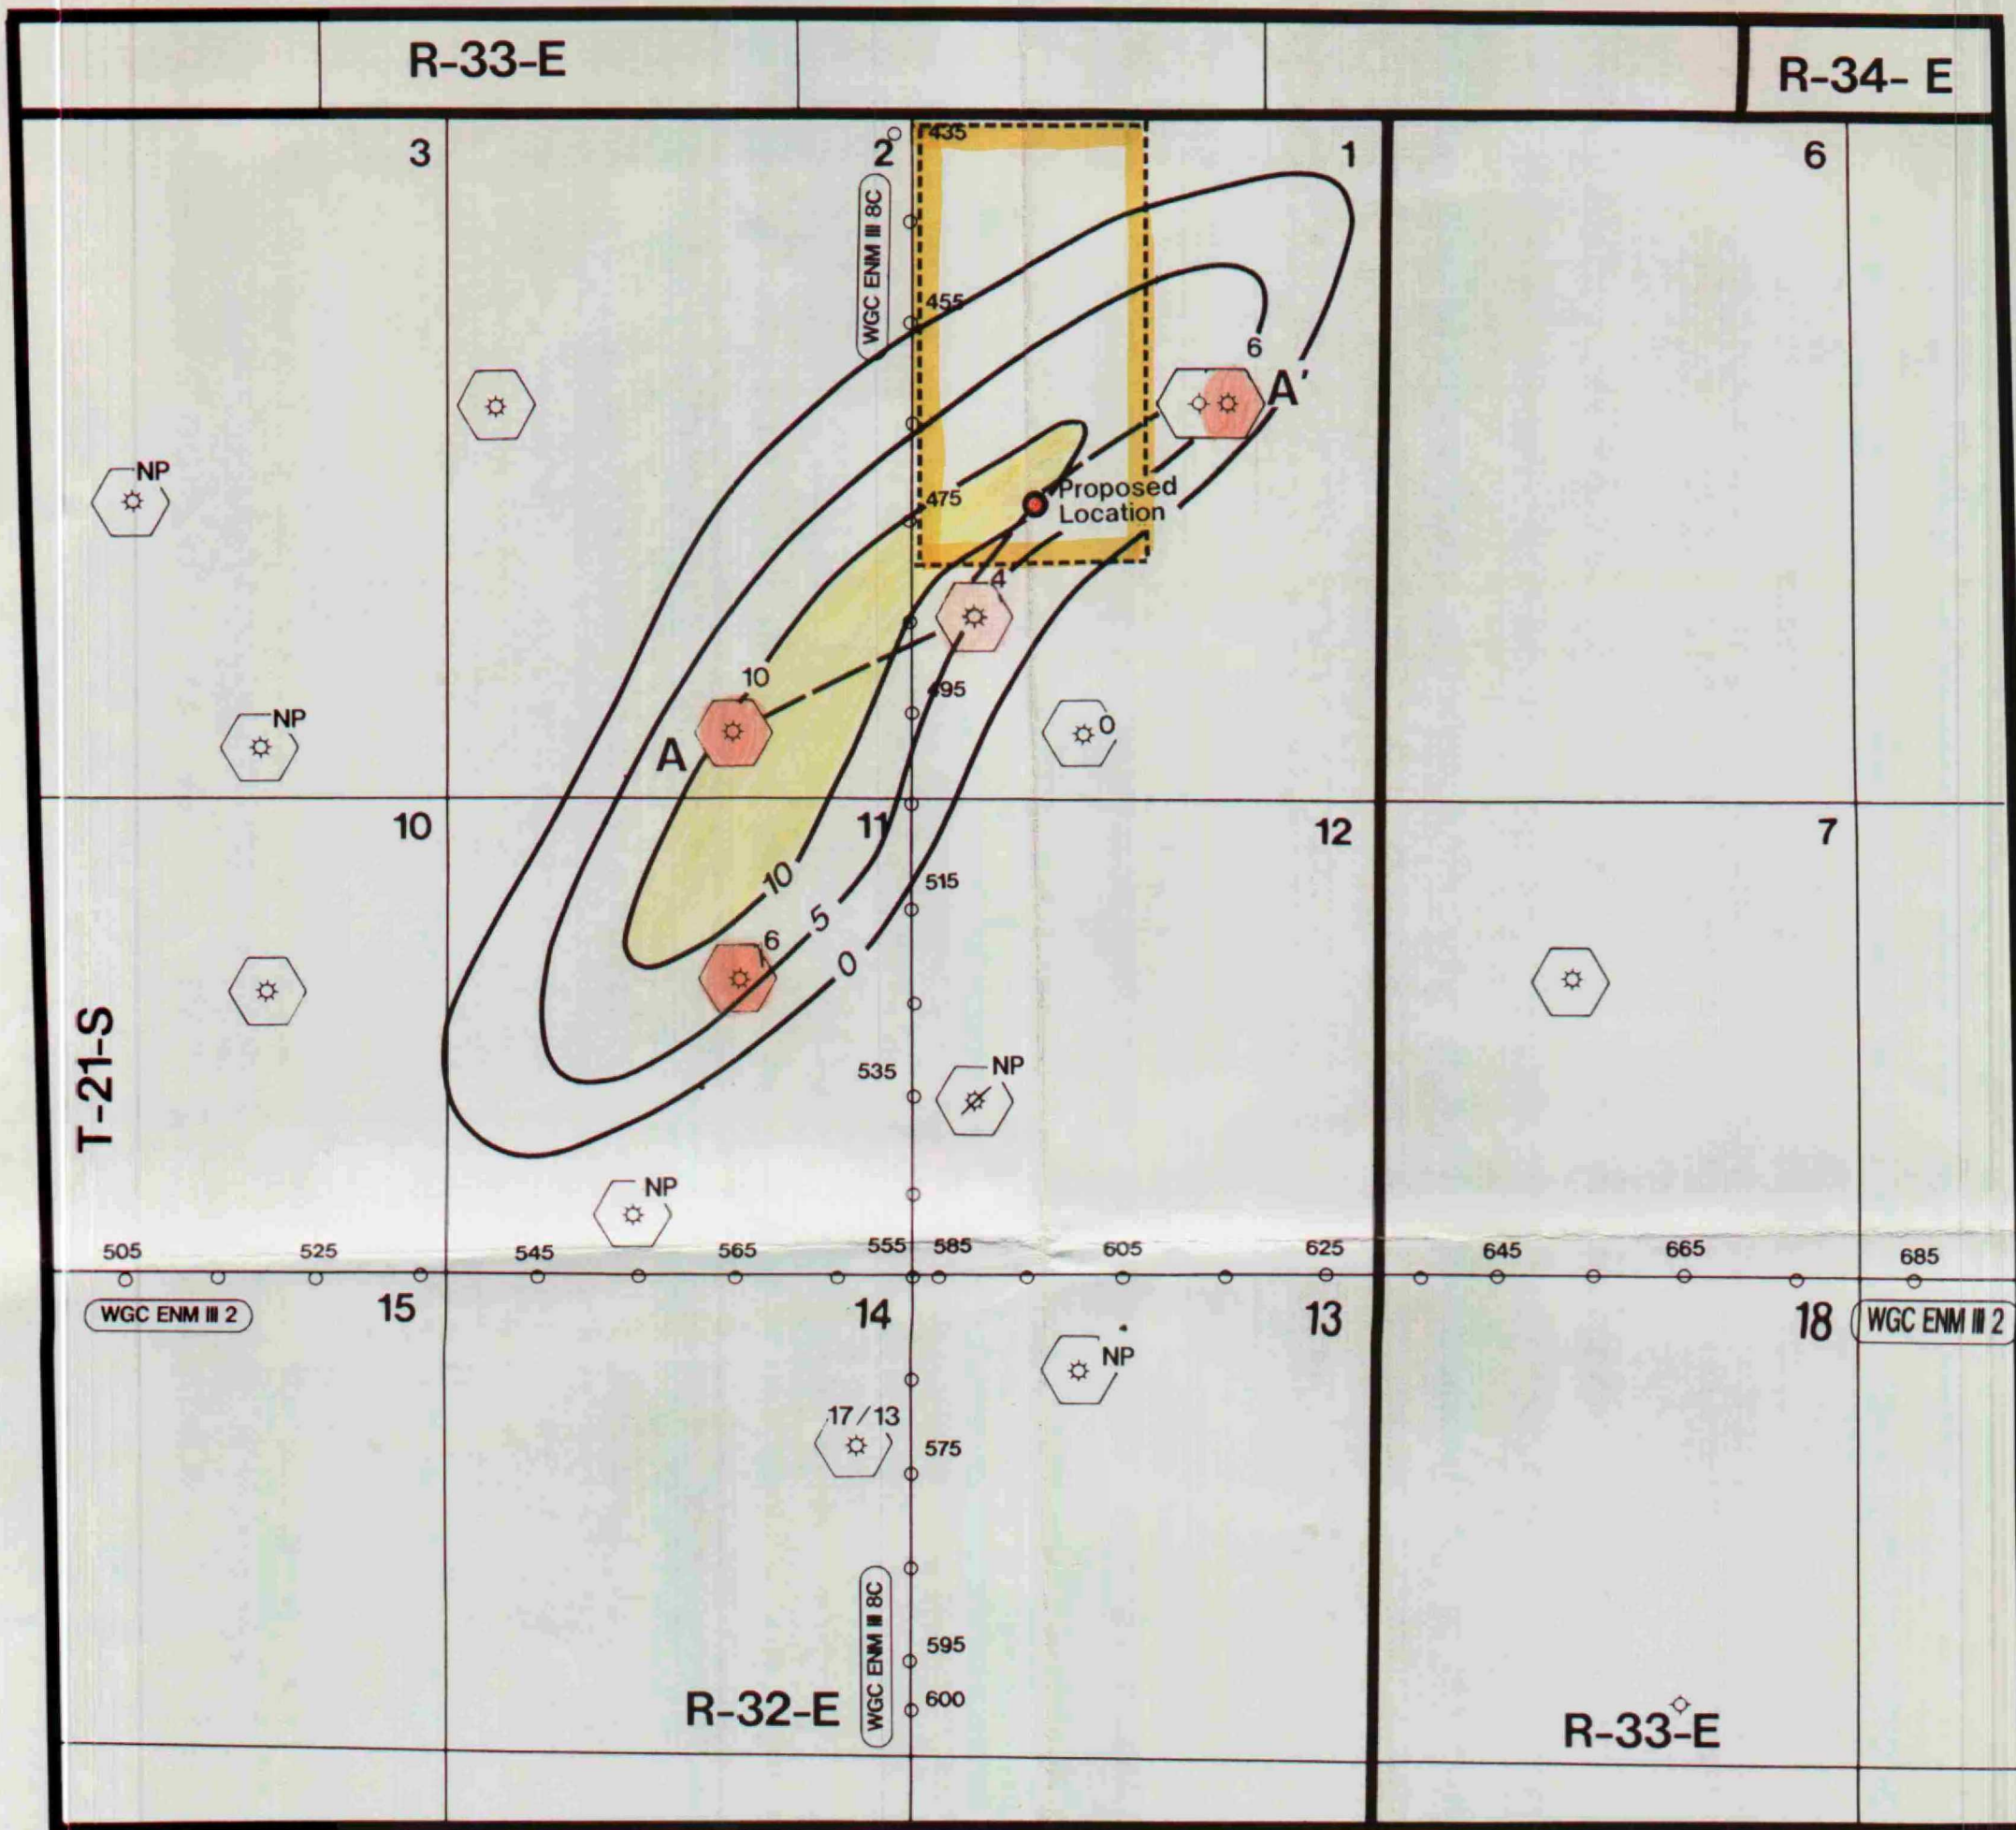 R-33-E
R-34-E
3
2
435
1
6
WGC ENM III 8C
455
6
A'
NP
475
Proposed
Location
4
10
495
NP
A
0
10
11
12
7
10
515
5
6
0
T-21-S
535
NP
NP
505
525
545
565
555
585
605
625
645
665
685
WGC ENM III 2
15
14
13
18
WGC ENM III 2
NP
17/13
575
WGC ENM III 8C
595
600
R-32-E
R-33-E